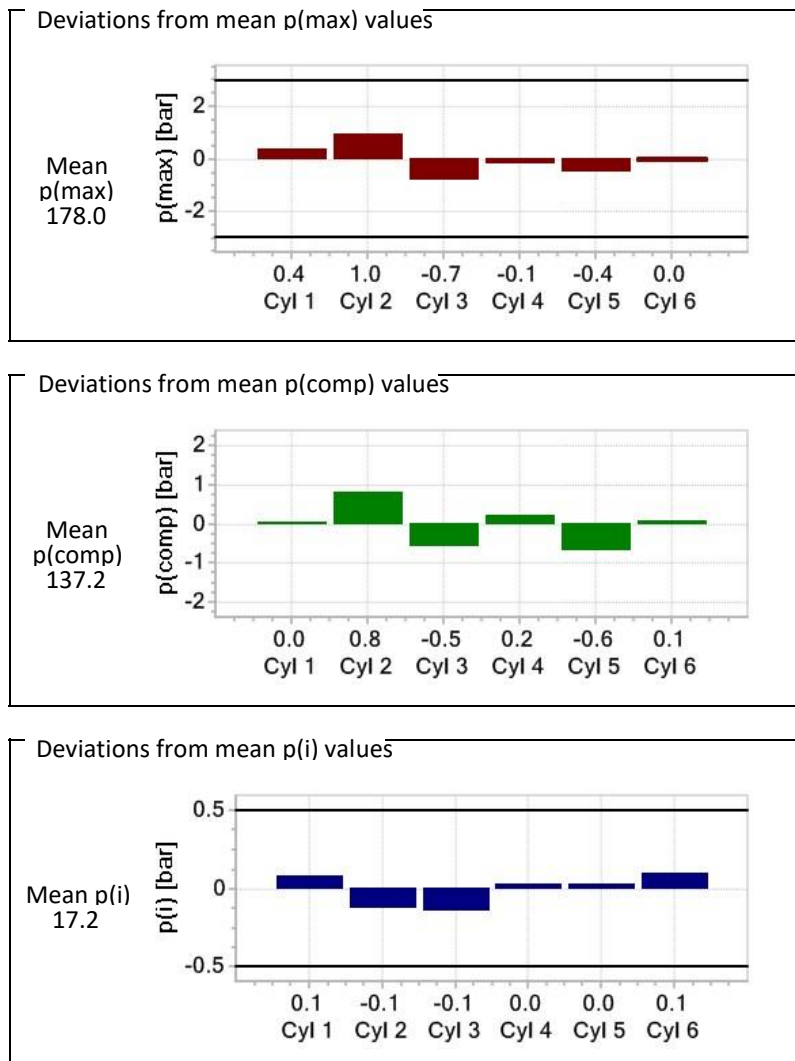 Deviations from mean p(max) values
p(max) [bar]
2
0
-2
Mean
p(max)
178.0
0.4 1.0 -0.7 -0.1 -0.4 0.0
Cyl 1 Cyl 2 Cyl 3 Cyl 4 Cyl 5 Cyl 6
Deviations from mean p(comp) values
p(comp) [bar]
2
1
0
-1
-2
Mean
p(comp)
137.2
0.0 0.8 -0.5 0.2 -0.6 0.1
Cyl 1 Cyl 2 Cyl 3 Cyl 4 Cyl 5 Cyl 6
Deviations from mean p(i) values
p(i) [bar]
0.5
0
-0.5
Mean p(i)
17.2
0.1 -0.1 -0.1 0.0 0.0 0.1
Cyl 1 Cyl 2 Cyl 3 Cyl 4 Cyl 5 Cyl 6